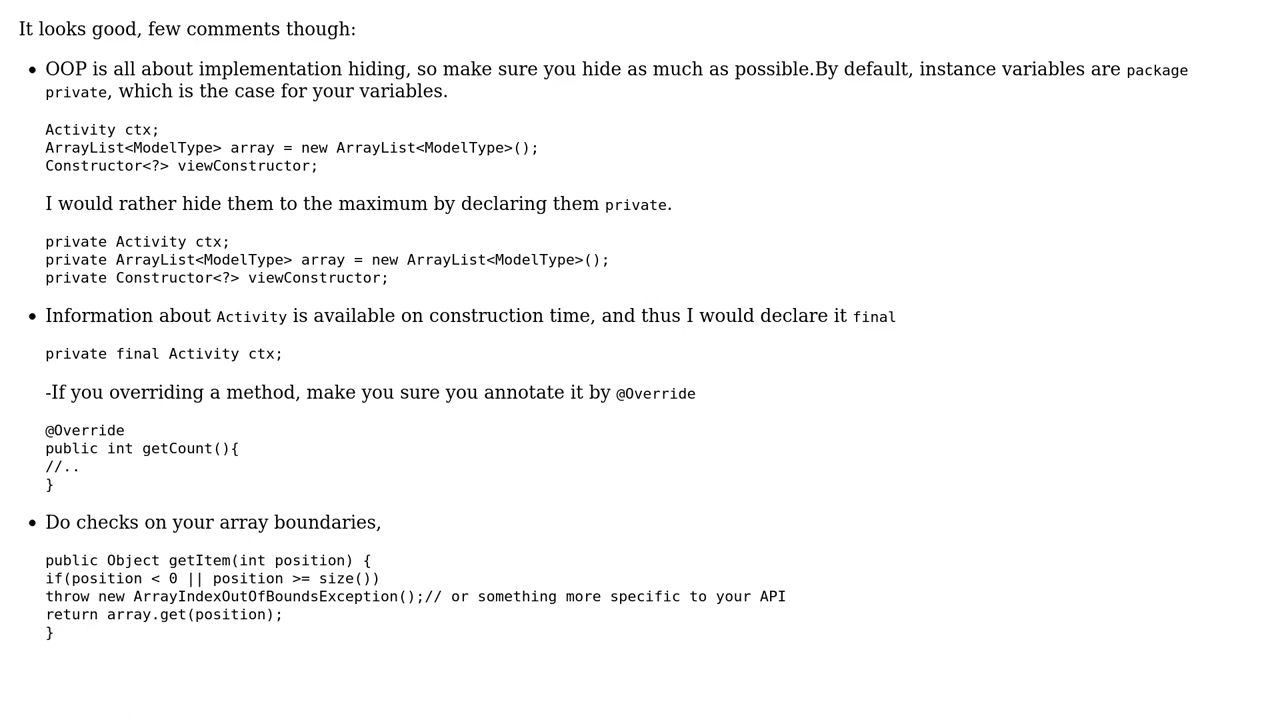 It looks good, few comments though:
• OOP is all about implementation hiding, so make sure you hide as much as possible.By default, instance variables are package
private, which is the case for your variables.
Activity ctx;
ArrayList<ModelType> array = new ArrayList<ModelType>();
Constructor<?> viewConstructor;
I would rather hide them to the maximum by declaring them private.
private Activity ctx;
private ArrayList<ModelType> array = new ArrayList<ModelType>();
private Constructor<?> viewConstructor;
• Information about Activity is available on construction time, and thus I would declare it final
private final Activity ctx;
-If you overriding a method, make you sure you annotate it by @Override
@Override
public int getCount(){
//..
}
• Do checks on your array boundaries,
public Object getItem(int position) {
if(position < 0 || position >= size())
throw new ArrayIndexOutOfBoundsException();// or something more specific to your API
return array.get(position);
}